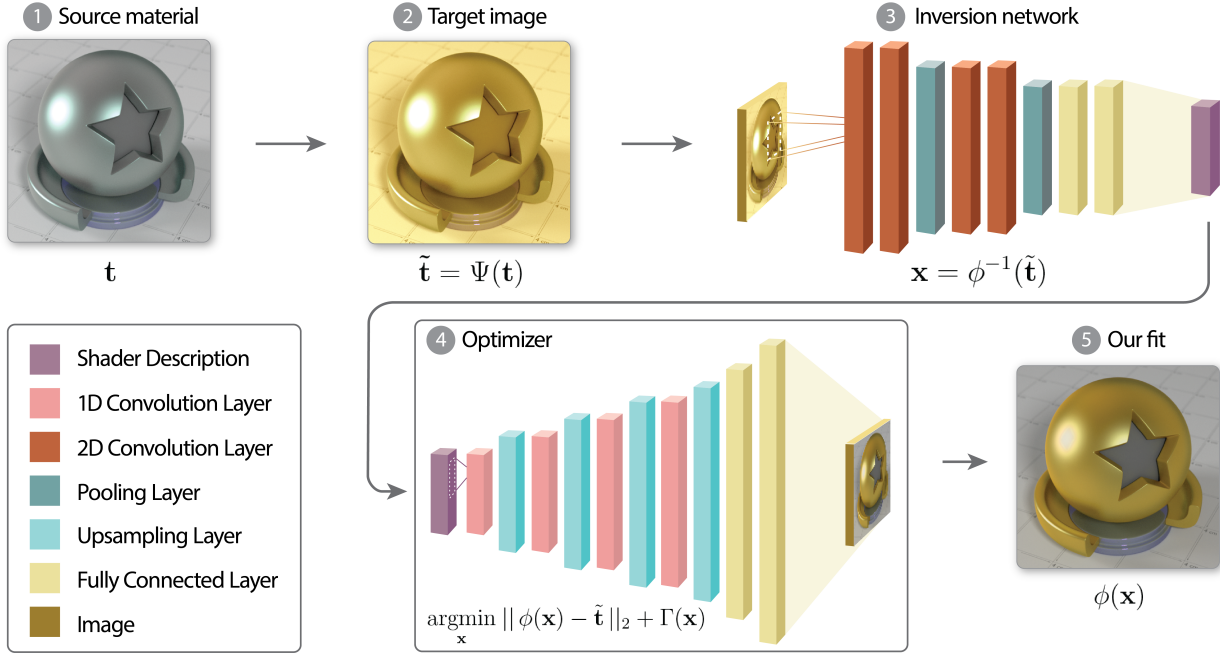 1 Source material
2 Target image
3 Inversion network
t
t̃ = Ψ(t)
x = ϕ⁻¹(t̃)
Shader Description
1D Convolution Layer
2D Convolution Layer
Pooling Layer
Upsampling Layer
Fully Connected Layer
Image
4 Optimizer
argmin || ϕ(x) − t̃ ||₂ + Γ(x)
x
5 Our fit
ϕ(x)